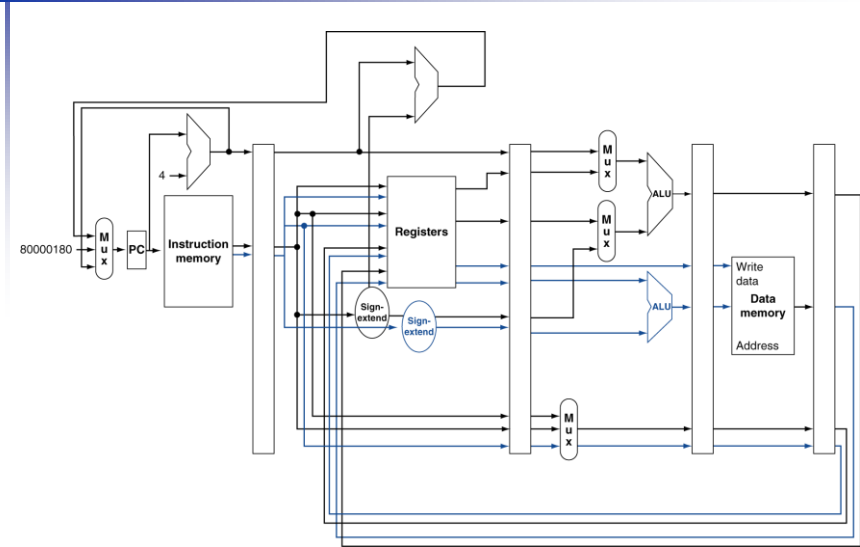 4
80000180
M
u
x
PC
Instruction
memory
Registers
Sign-
extend
Sign-
extend
M
u
x
M
u
x
ALU
ALU
M
u
x
Write
data
Data
memory
Address